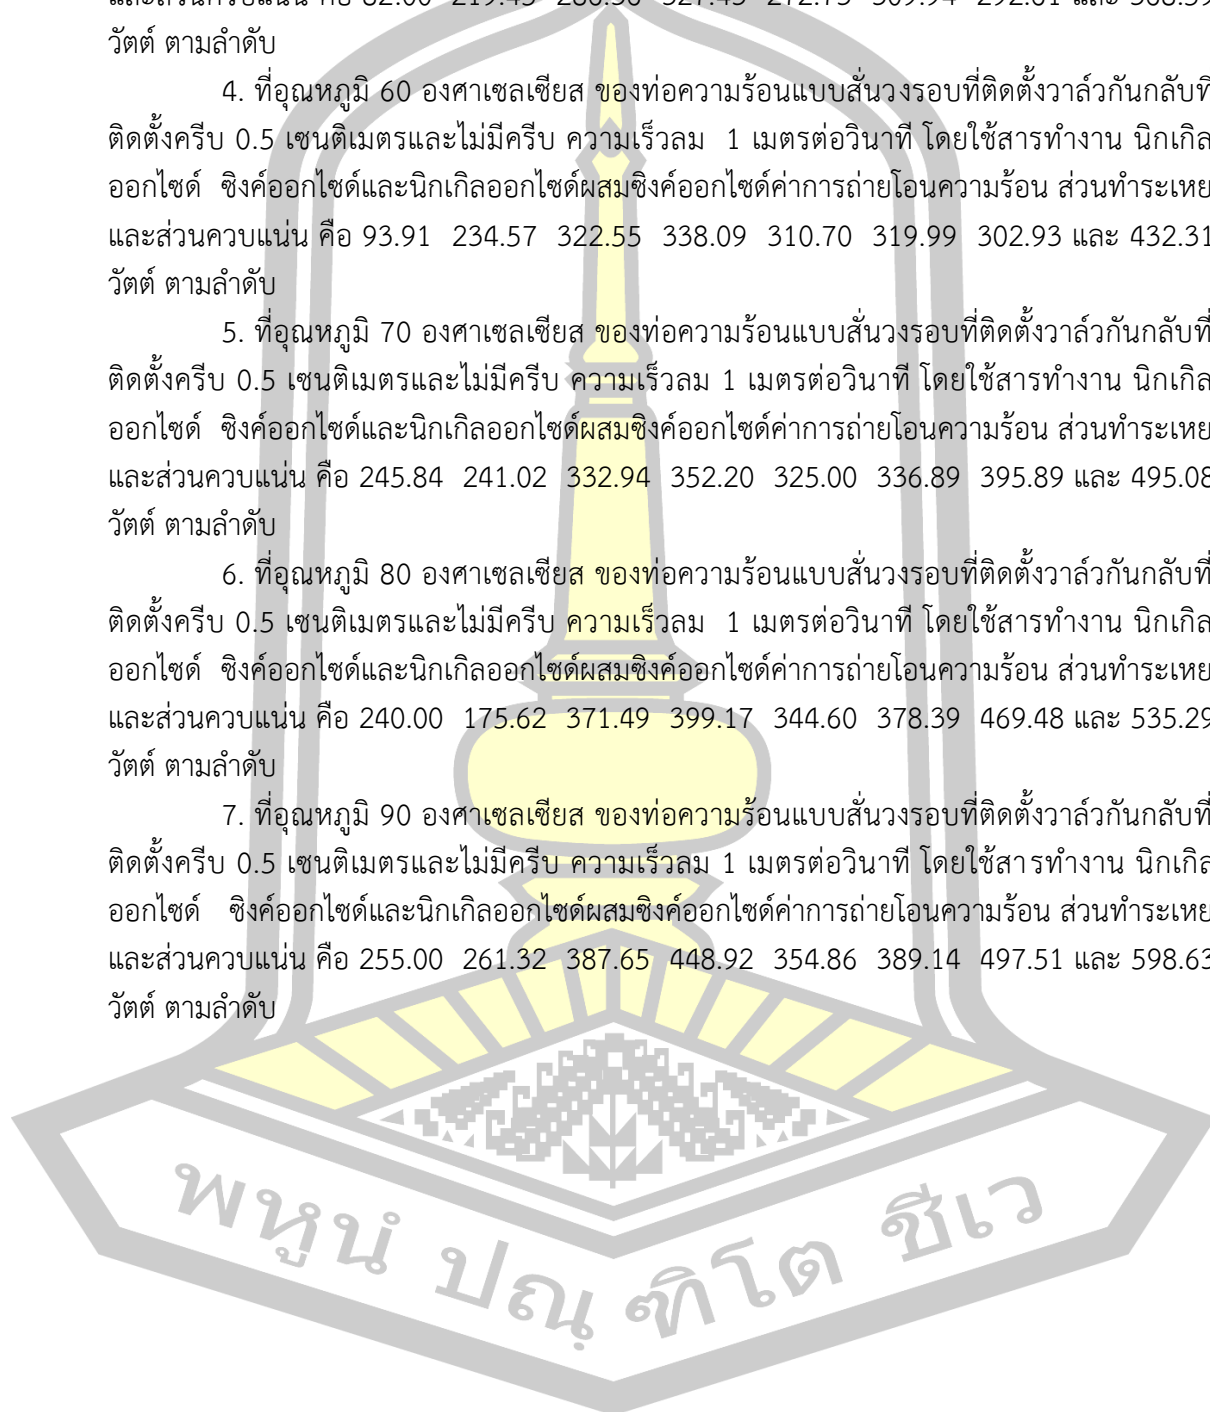 วัตต์ ตามลำดับ
4. ที่อุณหภูมิ 60 องศาเซลเซียส ของท่อความร้อนแบบสั่นวงรอบที่ติดตั้งวาล์วกันกลับที่
ติดตั้งครีบ 0.5 เซนติเมตรและไม่มีครีบ ความเร็วลม 1 เมตรต่อวินาที โดยใช้สารทำงาน นิกเกิล
ออกไซด์ ซิงค์ออกไซด์และนิกเกิลออกไซด์ผสมซิงค์ออกไซด์ค่าการถ่ายโอนความร้อน ส่วนทำระเหย
และส่วนควบแน่น คือ 93.91 234.57 322.55 338.09 310.70 319.99 302.93 และ 432.31
วัตต์ ตามลำดับ
5. ที่อุณหภูมิ 70 องศาเซลเซียส ของท่อความร้อนแบบสั่นวงรอบที่ติดตั้งวาล์วกันกลับที่
ติดตั้งครีบ 0.5 เซนติเมตรและไม่มีครีบ ความเร็วลม 1 เมตรต่อวินาที โดยใช้สารทำงาน นิกเกิล
ออกไซด์ ซิงค์ออกไซด์และนิกเกิลออกไซด์ผสมซิงค์ออกไซด์ค่าการถ่ายโอนความร้อน ส่วนทำระเหย
และส่วนควบแน่น คือ 245.84 241.02 332.94 352.20 325.00 336.89 395.89 และ 495.08
วัตต์ ตามลำดับ
6. ที่อุณหภูมิ 80 องศาเซลเซียส ของท่อความร้อนแบบสั่นวงรอบที่ติดตั้งวาล์วกันกลับที่
ติดตั้งครีบ 0.5 เซนติเมตรและไม่มีครีบ ความเร็วลม 1 เมตรต่อวินาที โดยใช้สารทำงาน นิกเกิล
ออกไซด์ ซิงค์ออกไซด์และนิกเกิลออกไซด์ผสมซิงค์ออกไซด์ค่าการถ่ายโอนความร้อน ส่วนทำระเหย
และส่วนควบแน่น คือ 240.00 175.62 371.49 399.17 344.60 378.39 469.48 และ 535.29
วัตต์ ตามลำดับ
7. ที่อุณหภูมิ 90 องศาเซลเซียส ของท่อความร้อนแบบสั่นวงรอบที่ติดตั้งวาล์วกันกลับที่
ติดตั้งครีบ 0.5 เซนติเมตรและไม่มีครีบ ความเร็วลม 1 เมตรต่อวินาที โดยใช้สารทำงาน นิกเกิล
ออกไซด์ ซิงค์ออกไซด์และนิกเกิลออกไซด์ผสมซิงค์ออกไซด์ค่าการถ่ายโอนความร้อน ส่วนทำระเหย
และส่วนควบแน่น คือ 255.00 261.32 387.65 448.92 354.86 389.14 497.51 และ 598.63
วัตต์ ตามลำดับ
พหูนํ ปณฺฑิโต ชีเว